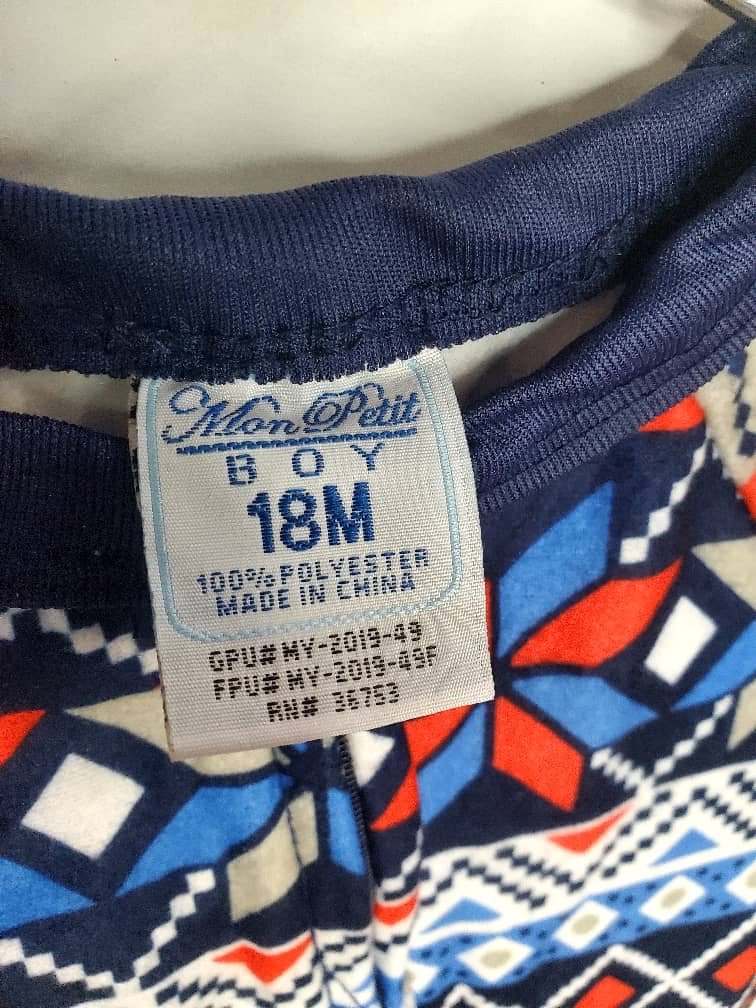 Mon Petit
BOY
18M
100% POLYESTER
MADE IN CHINA
GPU# MY-2019-49
FPU# MY-2019-49F
RN# 36753